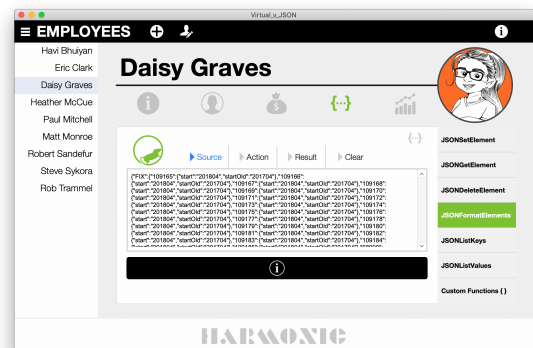 Virtual_v_JSON
EMPLOYEES
Havi Bhuiyan
Eric Clark
Daisy Graves
Heather McCue
Paul Mitchell
Matt Monroe
Robert Sandefur
Steve Sykora
Rob Trammel
Daisy Graves
{···}
{···}
Source
Action
Result
Clear
{"FIX":{"109165":{"start":"201804","startOld":"201704"},"109166":
{"start":"201804","startOld":"201704"},"109167":{"start":"201804","startOld":"201704"},"109168":
{"start":"201804","startOld":"201704"},"109169":{"start":"201804","startOld":"201704"},"109170":
{"start":"201804","startOld":"201704"},"109171":{"start":"201804","startOld":"201704"},"109172":
{"start":"201804","startOld":"201704"},"109173":{"start":"201804","startOld":"201704"},"109174":
{"start":"201804","startOld":"201704"},"109175":{"start":"201804","startOld":"201704"},"109176":
{"start":"201804","startOld":"201704"},"109177":{"start":"201804","startOld":"201704"},"109178":
{"start":"201804","startOld":"201704"},"109179":{"start":"201804","startOld":"201704"},"109180":
{"start":"201804","startOld":"201704"},"109181":{"start":"201804","startOld":"201704"},"109182":
{"start":"201804","startOld":"201704"},"109183":{"start":"201804","startOld":"201704"},"109184":
JSONSetElement
JSONGetElement
JSONDeleteElement
JSONFormatElements
JSONListKeys
JSONListValues
Custom Functions { }
HARMONIC